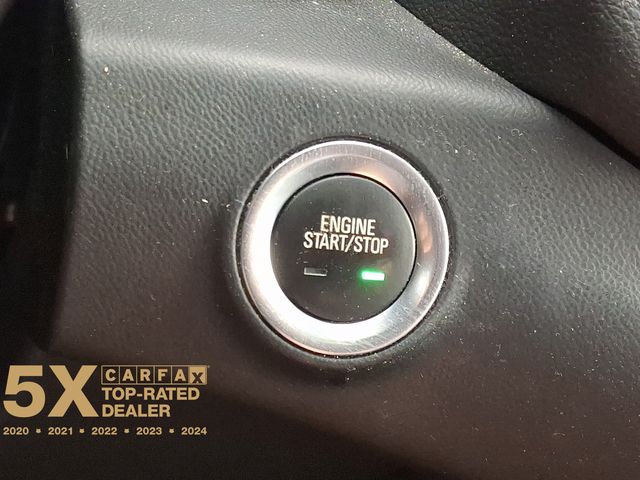 ENGINE
START/STOP
5X
CARFAX
TOP-RATED
DEALER
2020 • 2021 • 2022 • 2023 • 2024